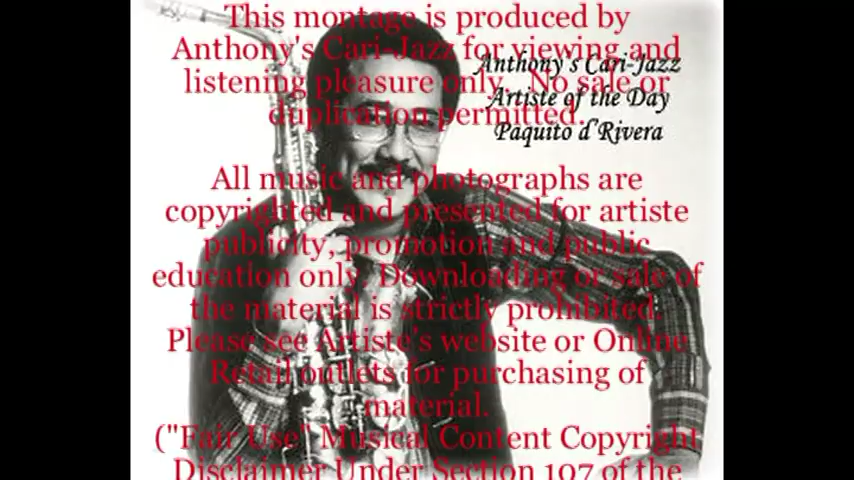 This montage is produced by
Anthony's Cari-Jazz for viewing and
listening pleasure only. No sale or
duplication permitted.
Anthony's Cari-Jazz
Artiste of the Day
Paquito d'Rivera
All music and photographs are
copyrighted and presented for artiste
publicity, promotion and public
education only. Downloading or sale of
the material is strictly prohibited.
Please see Artiste's website or Online
Retail outlets for purchasing of
material.
("Fair Use" Musical Content Copyright
Disclaimer Under Section 107 of the